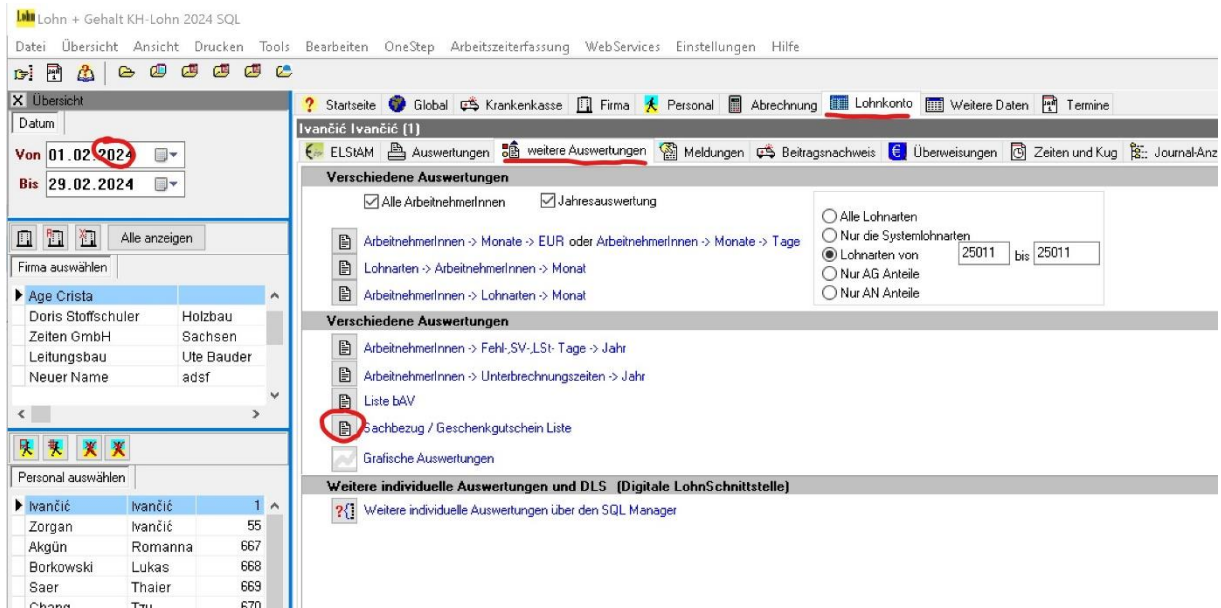 Lohn Lohn + Gehalt KH-Lohn 2024 SQL
Datei Übersicht Ansicht Drucken Tools Bearbeiten OneStep Arbeitszeiterfassung WebServices Einstellungen Hilfe
X Übersicht
Datum
Von 01.02.2024
Bis 29.02.2024
Alle anzeigen
Firma auswählen
Age Crista
Doris Stoffschuler Holzbau
Zeiten GmbH Sachsen
Leitungsbau Ute Bauder
Neuer Name adsf
Personal auswählen
Ivančić Ivančić 1
Zorgan Ivančić 55
Akgün Romanna 667
Borkowski Lukas 668
Saer Thaier 669
Chang Tzu 670
? Startseite Global Krankenkasse Firma Personal Abrechnung Lohnkonto Weitere Daten Termine
Ivančić Ivančić (1)
ELStAM Auswertungen weitere Auswertungen Meldungen Beitragsnachweis Überweisungen Zeiten und Kug Journal-Anz
Verschiedene Auswertungen
Alle ArbeitnehmerInnen Jahresauswertung
ArbeitnehmerInnen -> Monate -> EUR oder ArbeitnehmerInnen -> Monate -> Tage
Lohnarten -> ArbeitnehmerInnen -> Monat
ArbeitnehmerInnen -> Lohnarten -> Monat
Alle Lohnarten
Nur die Systemlohnarten
Lohnarten von 25011 bis 25011
Nur AG Anteile
Nur AN Anteile
Verschiedene Auswertungen
ArbeitnehmerInnen -> Fehl-,SV-,LSt- Tage -> Jahr
ArbeitnehmerInnen -> Unterbrechnungszeiten -> Jahr
Liste bAV
Sachbezug / Geschenkgutschein Liste
Grafische Auswertungen
Weitere individuelle Auswertungen und DLS (Digitale LohnSchnittstelle)
Weitere individuelle Auswertungen über den SQL Manager